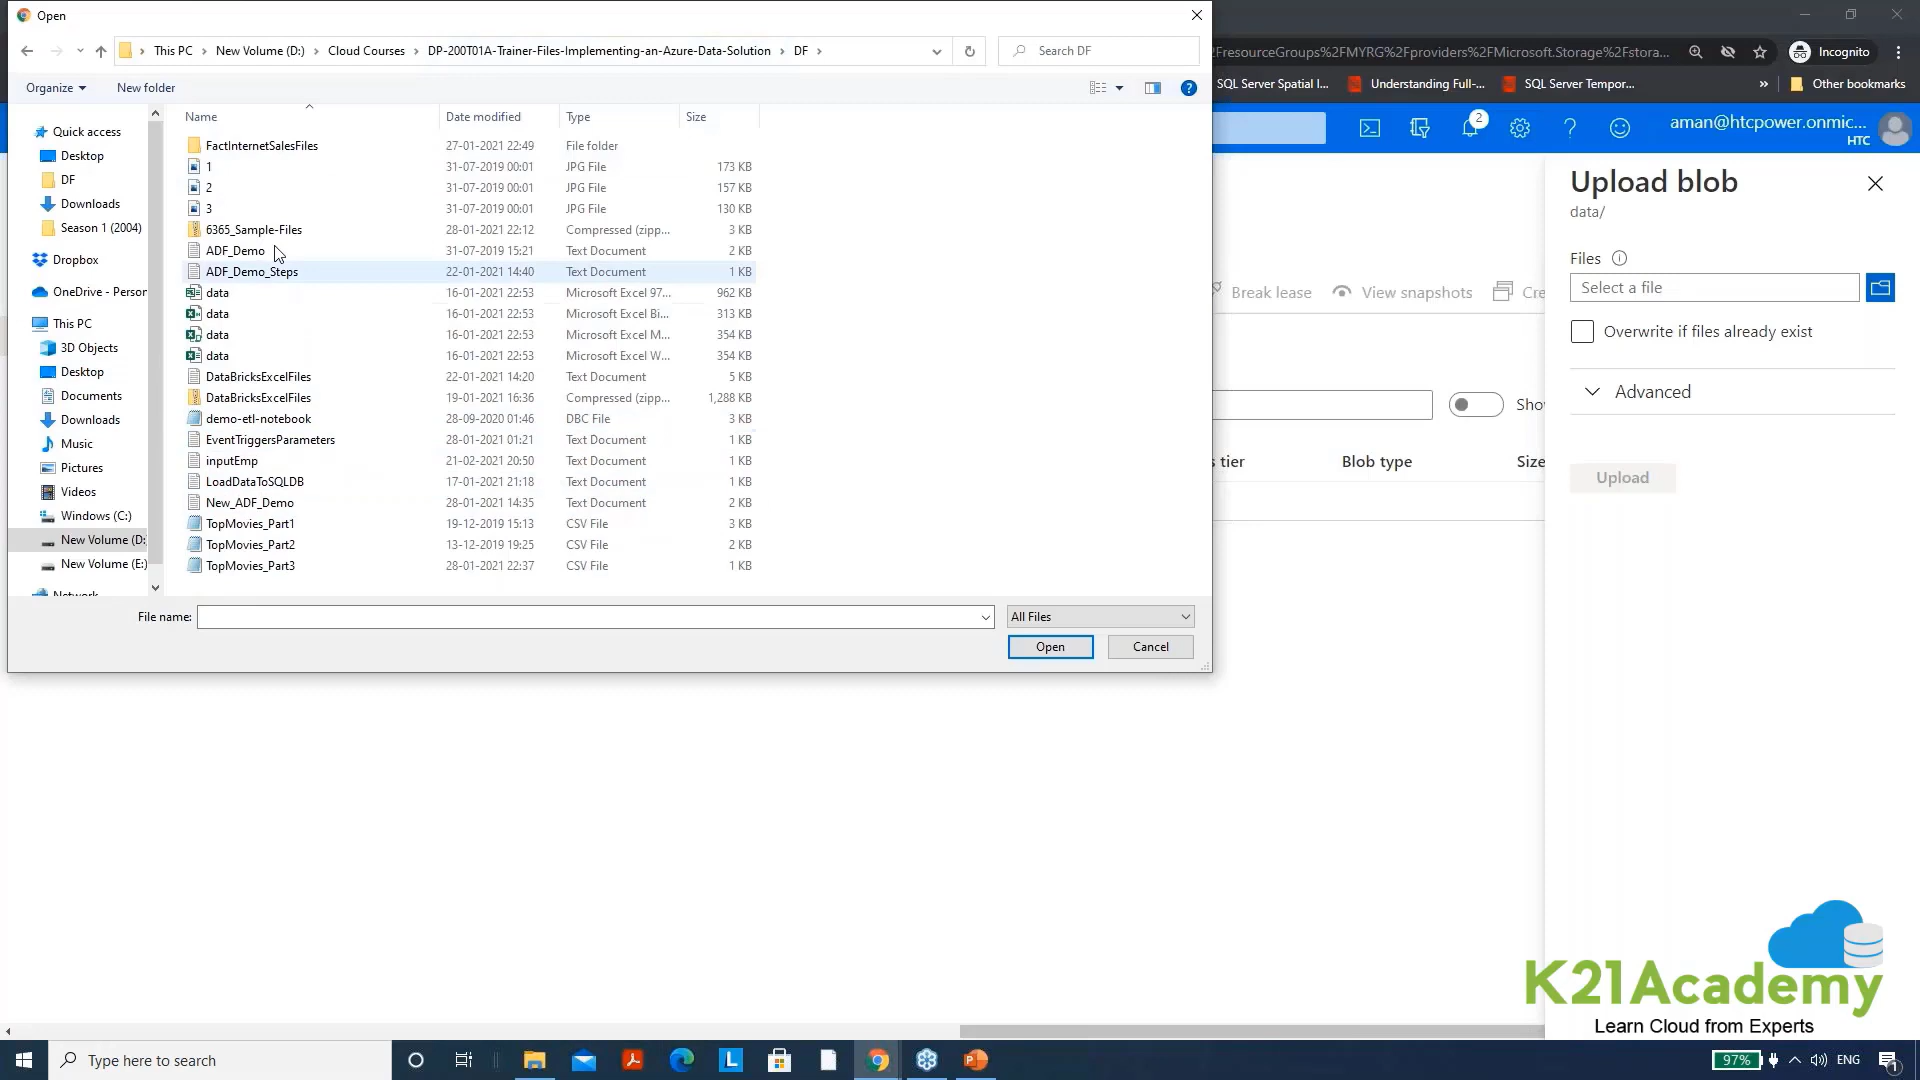 Open
This PC > New Volume (D:) > Cloud Courses > DP-200T01A-Trainer-Files-Implementing-an-Azure-Data-Solution > DF >
Search DF
FresourceGroups%2FMYRG%2Fproviders%2FMicrosoft.Storage%2Fstora...
Incognito
Organize
New folder
SQL Server Spatial I...
Understanding Full-...
SQL Server Tempor...
»
Other bookmarks
Name
Date modified
Type
Size
Quick access
Desktop
DF
Downloads
Season 1 (2004)
Dropbox
OneDrive - Person
This PC
3D Objects
Desktop
Documents
Downloads
Music
Pictures
Videos
Windows (C:)
New Volume (D:
New Volume (E:)
Network
FactInternetSalesFiles 27-01-2021 22:49 File folder
1 31-07-2019 00:01 JPG File 173 KB
2 31-07-2019 00:01 JPG File 157 KB
3 31-07-2019 00:01 JPG File 130 KB
6365_Sample-Files 28-01-2021 22:12 Compressed (zipp... 3 KB
ADF_Demo 31-07-2019 15:21 Text Document 2 KB
ADF_Demo_Steps 22-01-2021 14:40 Text Document 1 KB
data 16-01-2021 22:53 Microsoft Excel 97... 962 KB
data 16-01-2021 22:53 Microsoft Excel Bi... 313 KB
data 16-01-2021 22:53 Microsoft Excel M... 354 KB
data 16-01-2021 22:53 Microsoft Excel W... 354 KB
DataBricksExcelFiles 22-01-2021 14:20 Text Document 5 KB
DataBricksExcelFiles 19-01-2021 16:36 Compressed (zipp... 1,288 KB
demo-etl-notebook 28-09-2020 01:46 DBC File 3 KB
EventTriggersParameters 28-01-2021 01:21 Text Document 1 KB
inputEmp 21-02-2021 20:50 Text Document 1 KB
LoadDataToSQLDB 17-01-2021 21:18 Text Document 1 KB
New_ADF_Demo 28-01-2021 14:35 Text Document 2 KB
TopMovies_Part1 19-12-2019 15:13 CSV File 3 KB
TopMovies_Part2 13-12-2019 19:25 CSV File 2 KB
TopMovies_Part3 28-01-2021 22:37 CSV File 1 KB
File name:
All Files
Open
Cancel
2
aman@htcpower.onmic...
HTC
Upload blob
data/
Files
Select a file
Overwrite if files already exist
Advanced
Upload
Break lease
View snapshots
Cre
Sho
s tier
Blob type
Size
K21Academy
Learn Cloud from Experts
Type here to search
97%
ENG
1